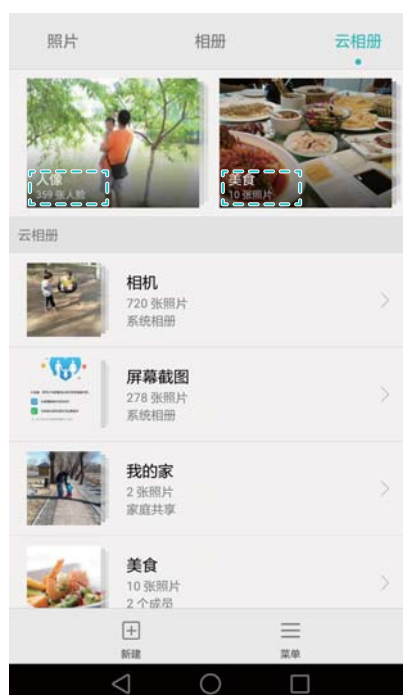 照片 相册 云相册
人像
359 张人脸
美食
10 张照片
云相册
相机
720 张照片
系统相册
屏幕截图
278 张照片
系统相册
我的家
2 张照片
家庭共享
美食
10 张照片
2 个成员
新建 菜单